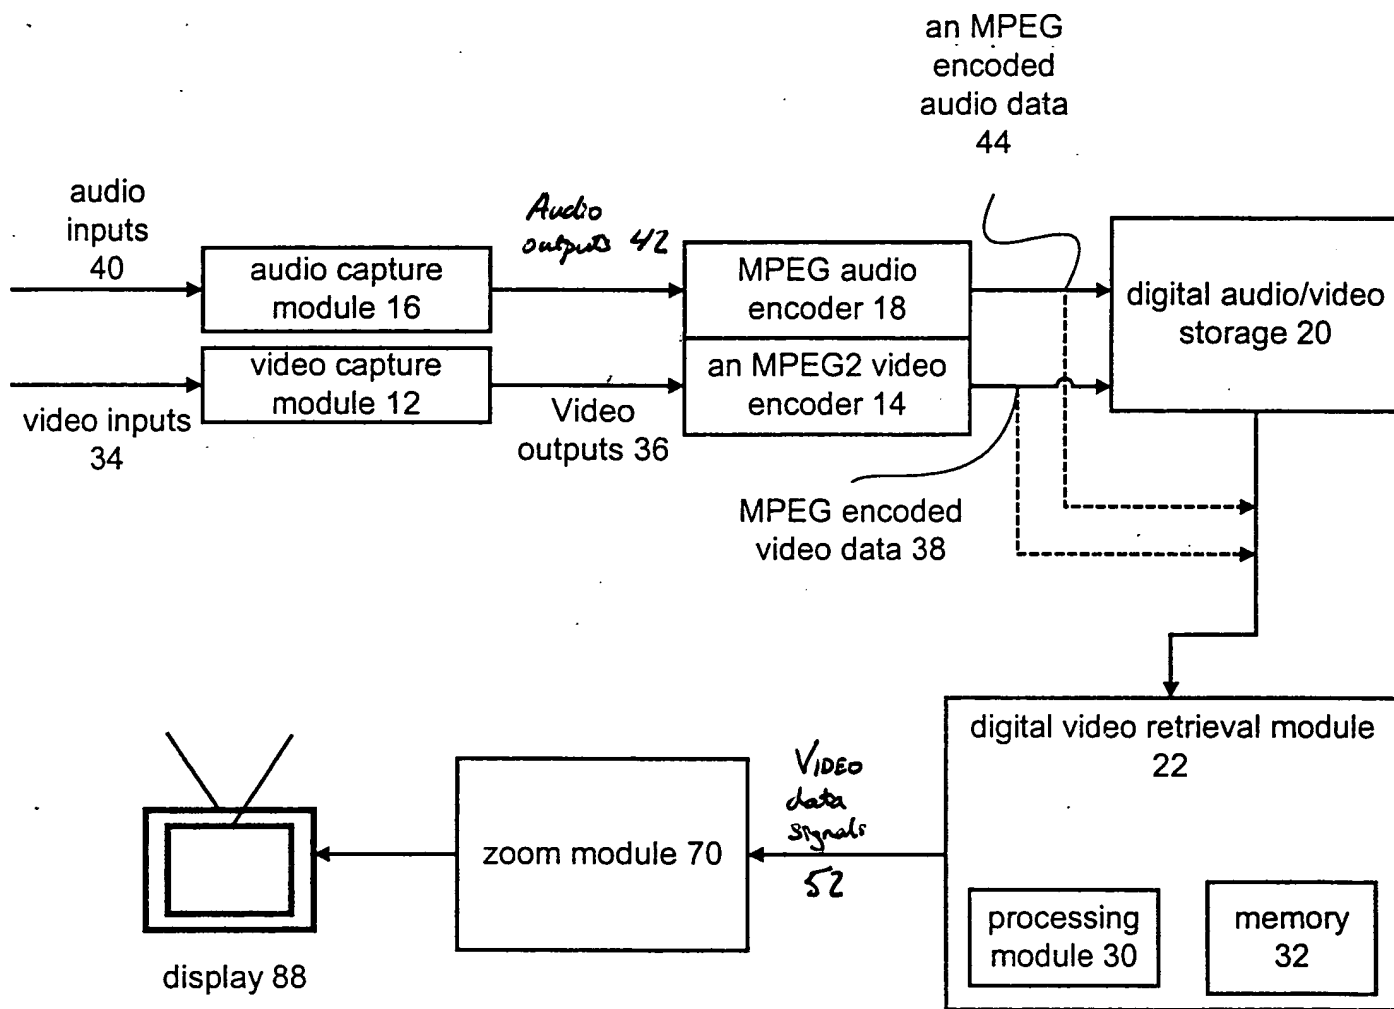 an MPEG
encoded
audio data
44
audio
inputs
40
audio capture
module 16
Audio
outputs 42
MPEG audio
encoder 18
digital audio/video
storage 20
video inputs
34
video capture
module 12
Video
outputs 36
an MPEG2 video
encoder 14
MPEG encoded
video data 38
digital video retrieval module
22
processing
module 30
memory
32
VIDEO
data
signals
52
zoom module 70
display 88